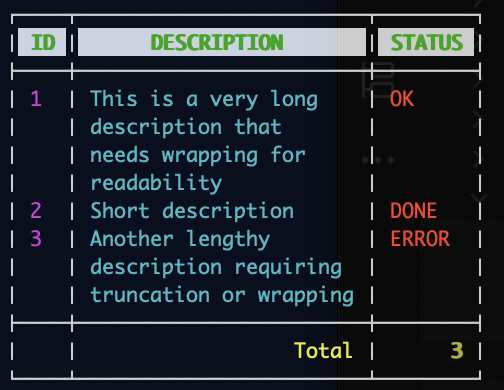 ID DESCRIPTION STATUS
1 This is a very long OK
description that
needs wrapping for
readability
2 Short description DONE
3 Another lengthy ERROR
description requiring
truncation or wrapping
Total 3